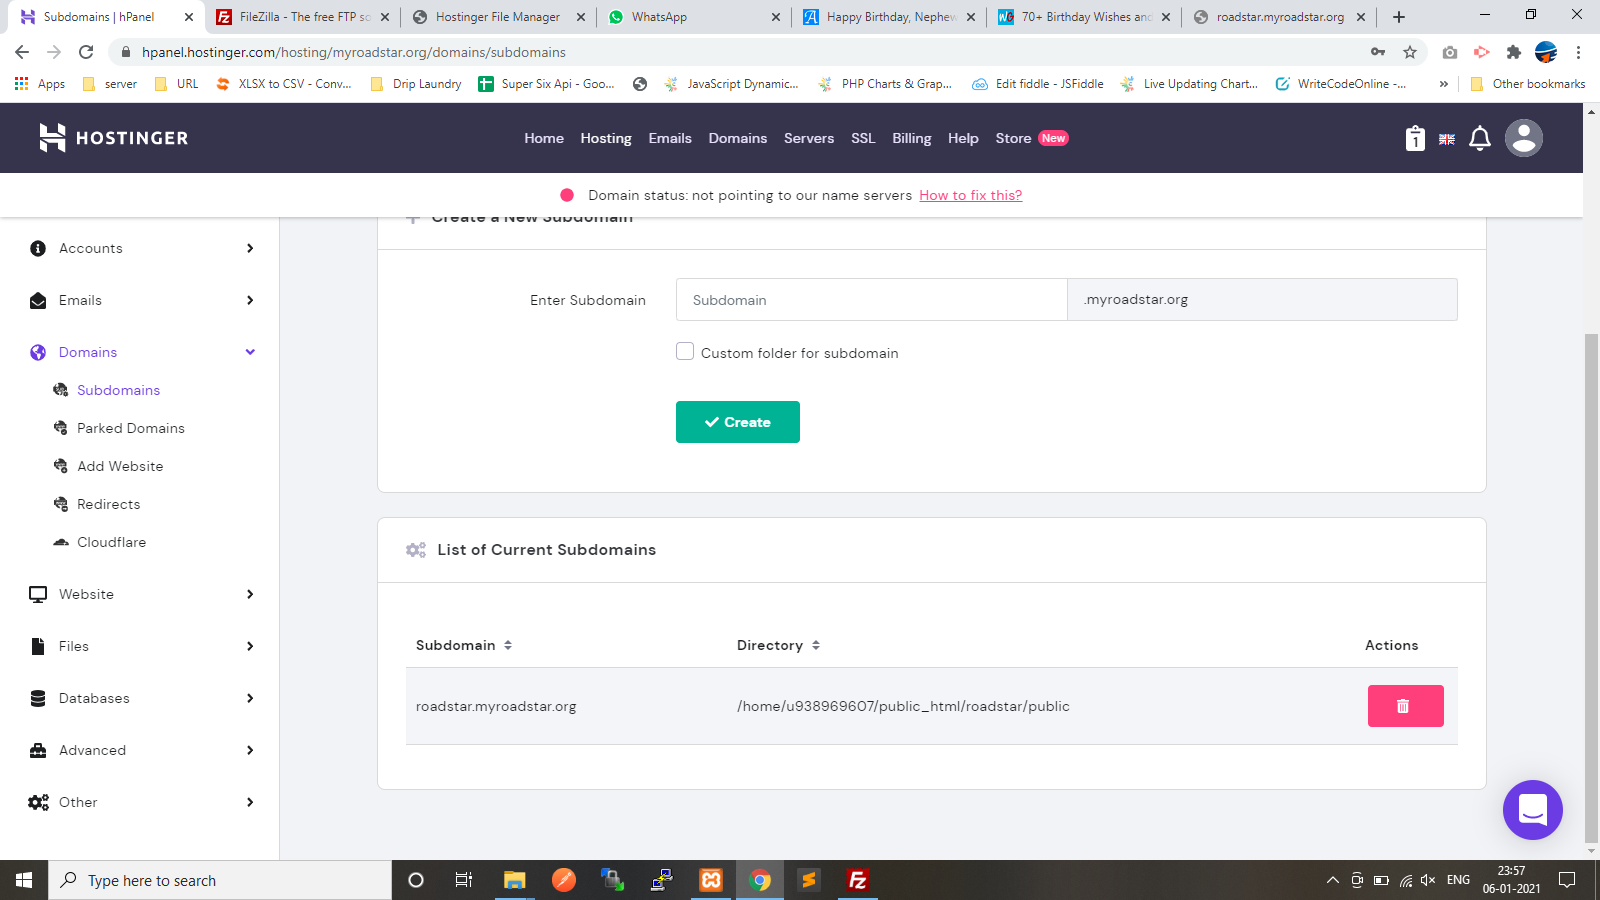 Subdomains | hPanel
FileZilla - The free FTP so
Hostinger File Manager
WhatsApp
Happy Birthday, Nephew
70+ Birthday Wishes and
roadstar.myroadstar.org
hpanel.hostinger.com/hosting/myroadstar.org/domains/subdomains
Apps
server
URL
XLSX to CSV - Conv...
Drip Laundry
Super Six Api - Goo...
JavaScript Dynamic...
PHP Charts & Grap...
Edit fiddle - JSFiddle
Live Updating Chart...
WriteCodeOnline -...
»
Other bookmarks
HOSTINGER
Home
Hosting
Emails
Domains
Servers
SSL
Billing
Help
Store New
1
Domain status: not pointing to our name servers How to fix this?
Create a New Subdomain
Accounts
Emails
Domains
Subdomains
Parked Domains
Add Website
Redirects
Cloudflare
Website
Files
Databases
Advanced
Other
Enter Subdomain
Subdomain
.myroadstar.org
Custom folder for subdomain
Create
List of Current Subdomains
Subdomain
Directory
Actions
roadstar.myroadstar.org
/home/u938969607/public_html/roadstar/public
Type here to search
ENG
23:57
06-01-2021